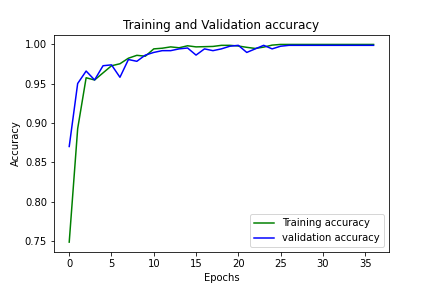 Training and Validation accuracy
1.00
0.95
0.90
0.85
0.80
0.75
Accuracy
Training accuracy
validation accuracy
0 5 10 15 20 25 30 35
Epochs